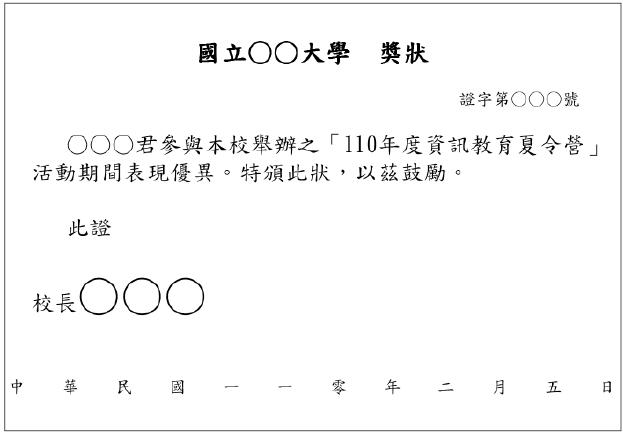 國立○○大學　獎狀
證字第○○○號
○○○君參與本校舉辦之「110年度資訊教育夏令營」
活動期間表現優異。特頒此狀，以茲鼓勵。
此證
校長○○○
中華民國一一零年二月五日